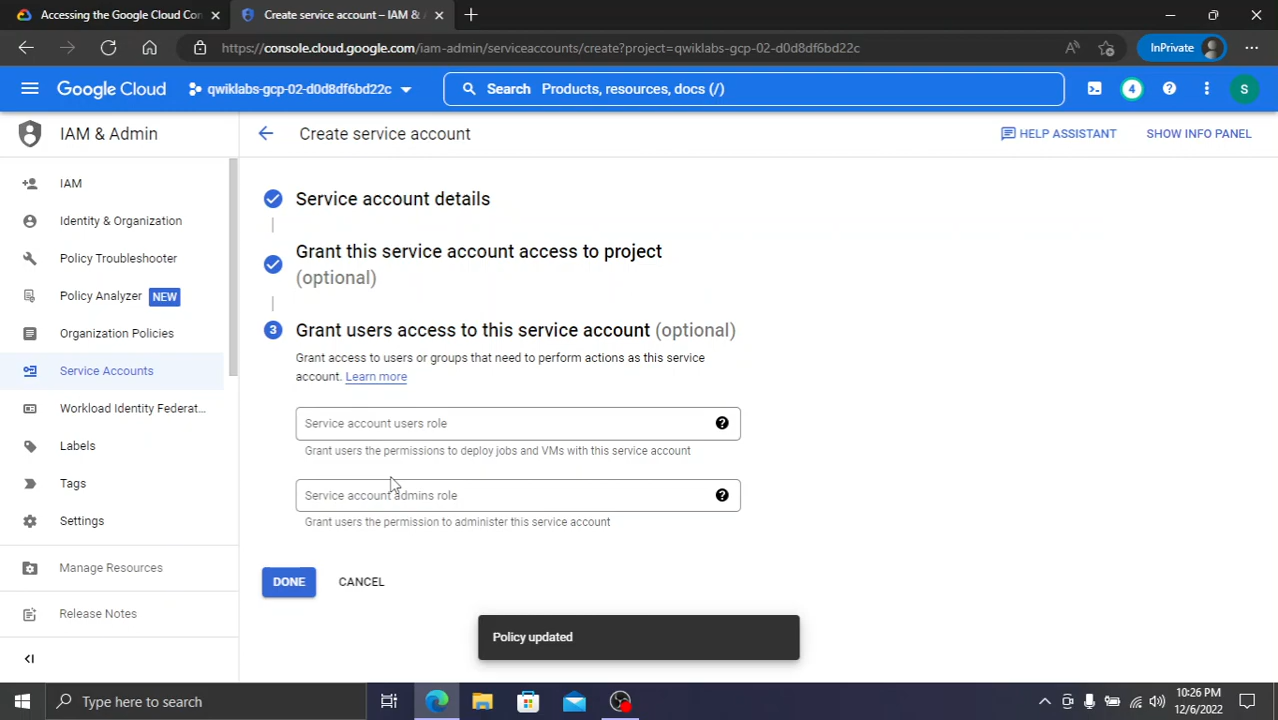 Accessing the Google Cloud Con
Create service account – IAM & A
https://console.cloud.google.com/iam-admin/serviceaccounts/create?project=qwiklabs-gcp-02-d0d8df6bd22c
InPrivate
Google Cloud
qwiklabs-gcp-02-d0d8df6bd22c
Search Products, resources, docs (/)
4
S
IAM & Admin
Create service account
HELP ASSISTANT
SHOW INFO PANEL
IAM
Identity & Organization
Policy Troubleshooter
Policy Analyzer NEW
Organization Policies
Service Accounts
Workload Identity Federat...
Labels
Tags
Settings
Manage Resources
Release Notes
Service account details
Grant this service account access to project
(optional)
3 Grant users access to this service account (optional)
Grant access to users or groups that need to perform actions as this service
account. Learn more
Service account users role
Grant users the permissions to deploy jobs and VMs with this service account
Service account admins role
Grant users the permission to administer this service account
DONE
CANCEL
Policy updated
Type here to search
10:26 PM
12/6/2022